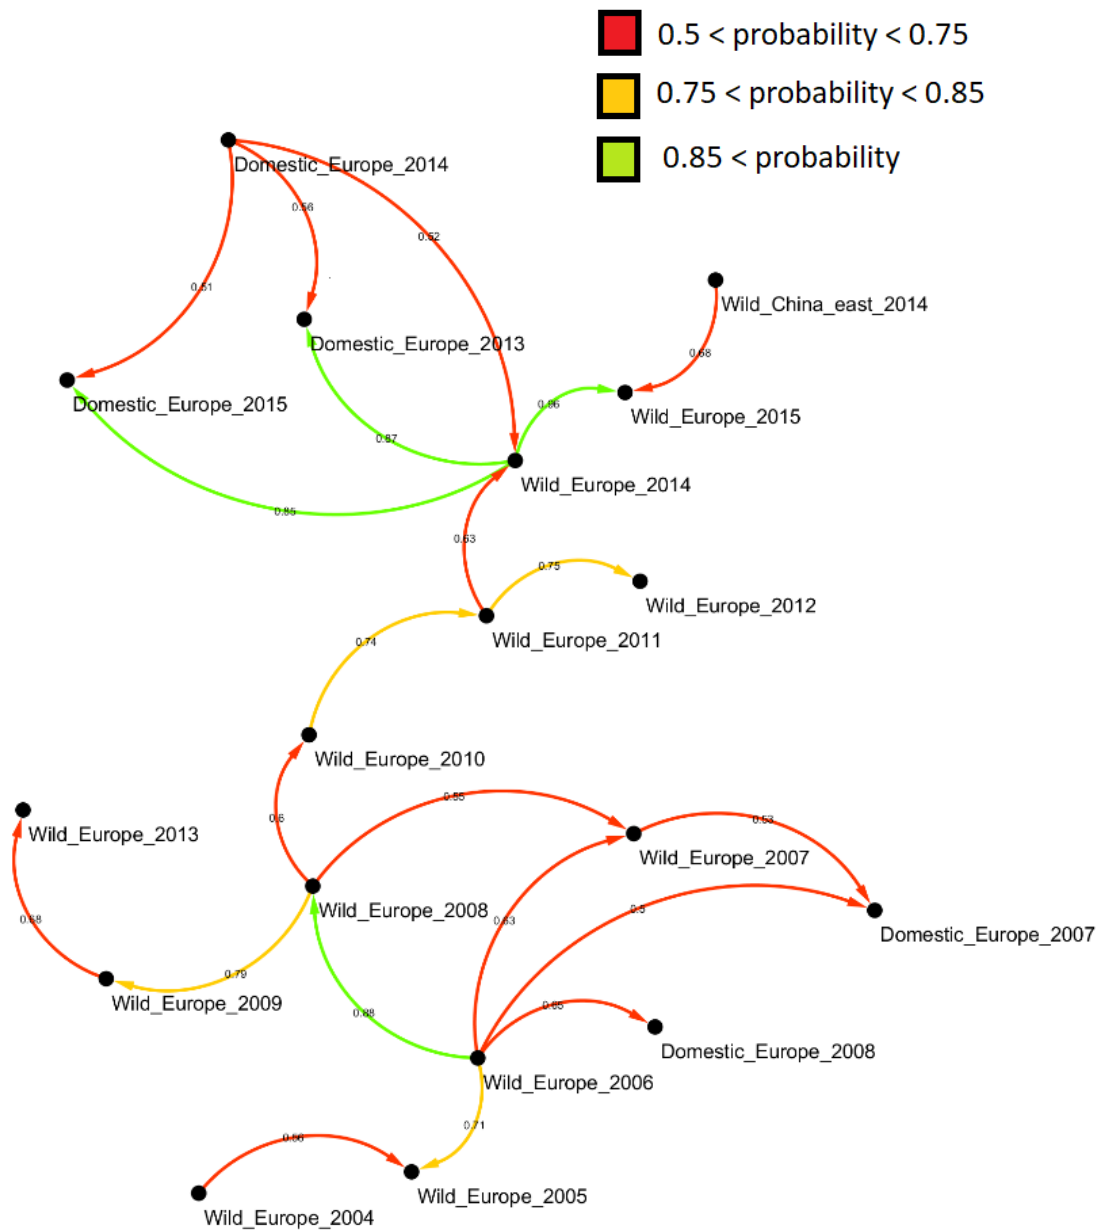 0.5 < probability < 0.75
0.75 < probability < 0.85
0.85 < probability
Domestic_Europe_2014
0.56
0.52
0.51
Wild_China_east_2014
Domestic_Europe_2013
0.68
Domestic_Europe_2015
0.96
Wild_Europe_2015
0.87
Wild_Europe_2014
0.85
0.63
0.75
Wild_Europe_2012
Wild_Europe_2011
0.74
Wild_Europe_2010
0.55
0.6
0.53
Wild_Europe_2013
Wild_Europe_2007
Wild_Europe_2008
0.5
0.68
0.63
Domestic_Europe_2007
0.79
Wild_Europe_2009
0.65
0.88
Domestic_Europe_2008
Wild_Europe_2006
0.71
0.56
Wild_Europe_2005
Wild_Europe_2004